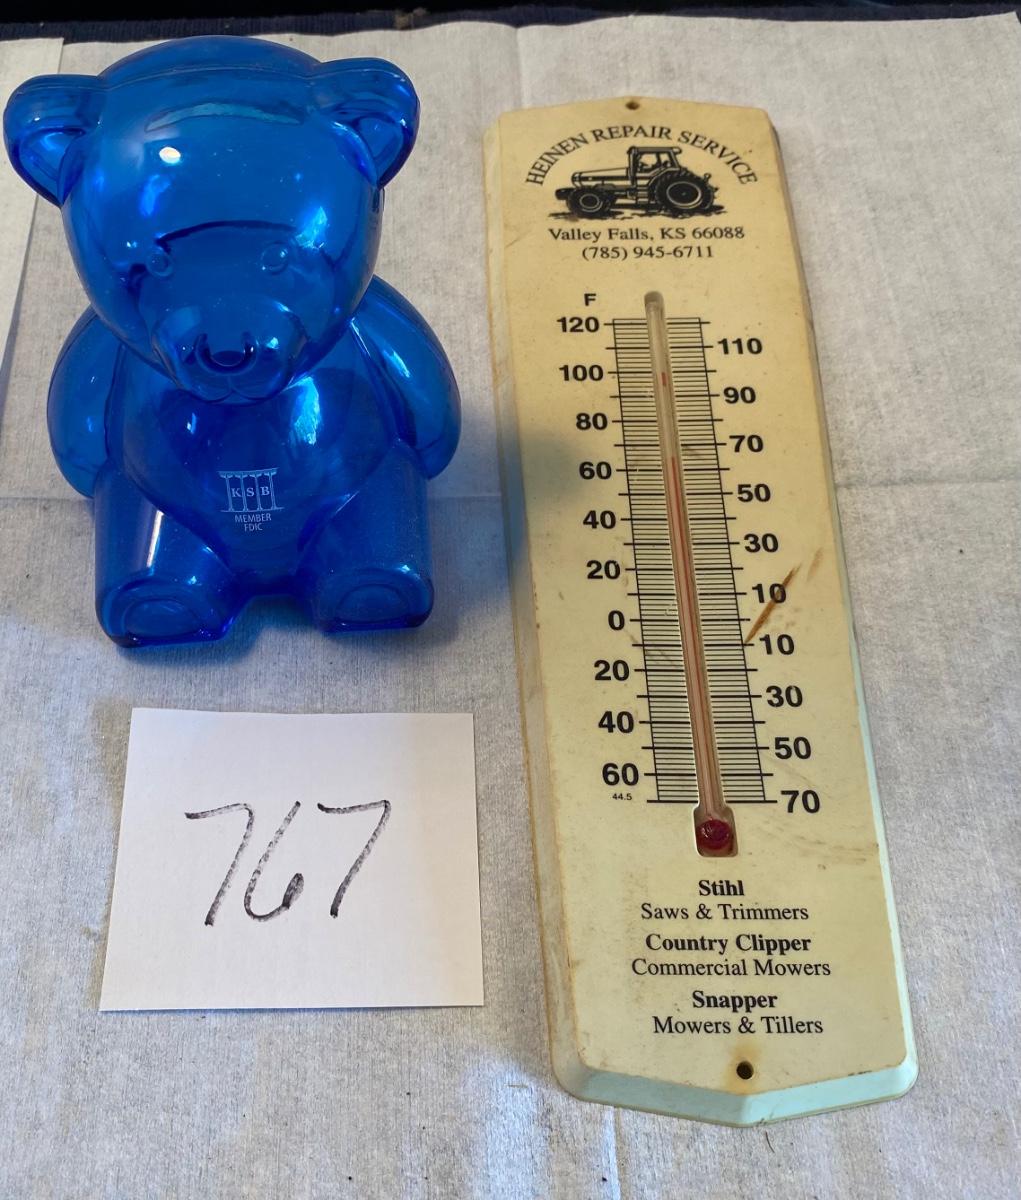 HEINEN REPAIR SERVICE
Valley Falls, KS 66088
(785) 945-6711
F
120
110
100
90
80
70
60
50
40
30
20
10
0
10
20
30
40
50
60
70
44.5
Stihl
Saws & Trimmers
Country Clipper
Commercial Mowers
Snapper
Mowers & Tillers
KSB
MEMBER
FDIC
767